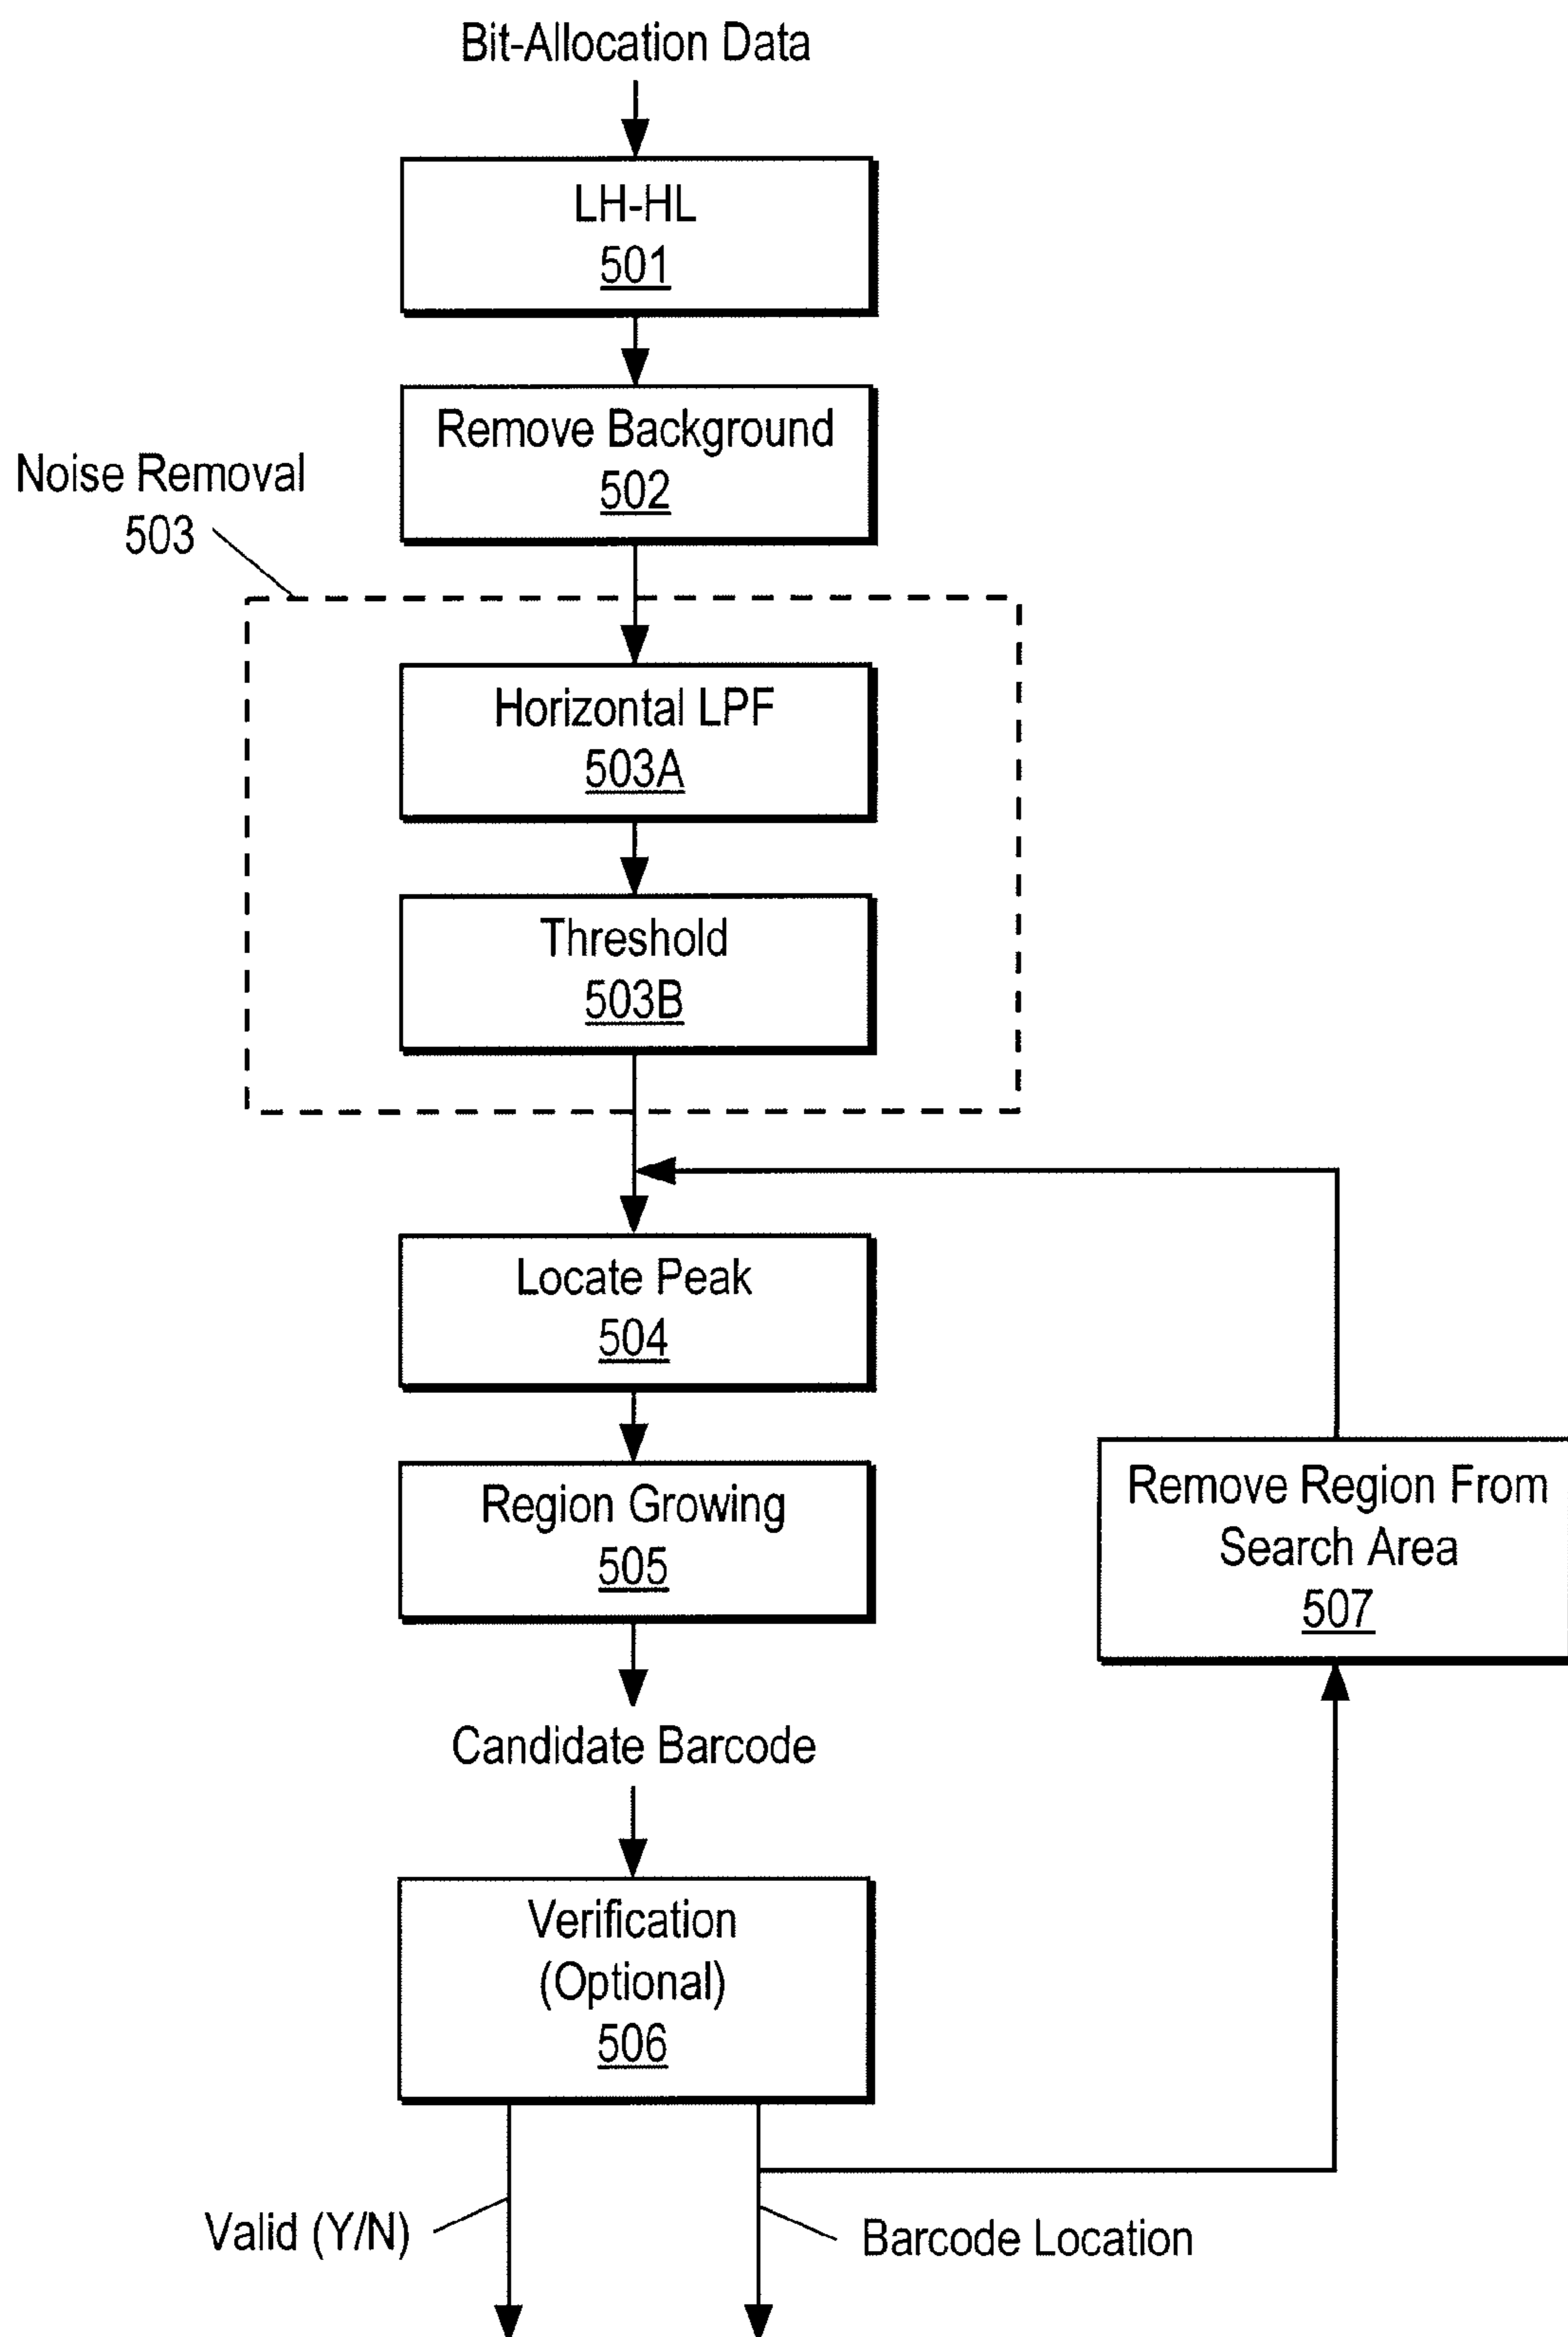 Bit-Allocation Data
LH-HL
501
Remove Background
502
Noise Removal
503
Horizontal LPF
503A
Threshold
503B
Locate Peak
504
Region Growing
505
Remove Region From
Search Area
507
Candidate Barcode
Verification
(Optional)
506
Valid (Y/N)
Barcode Location